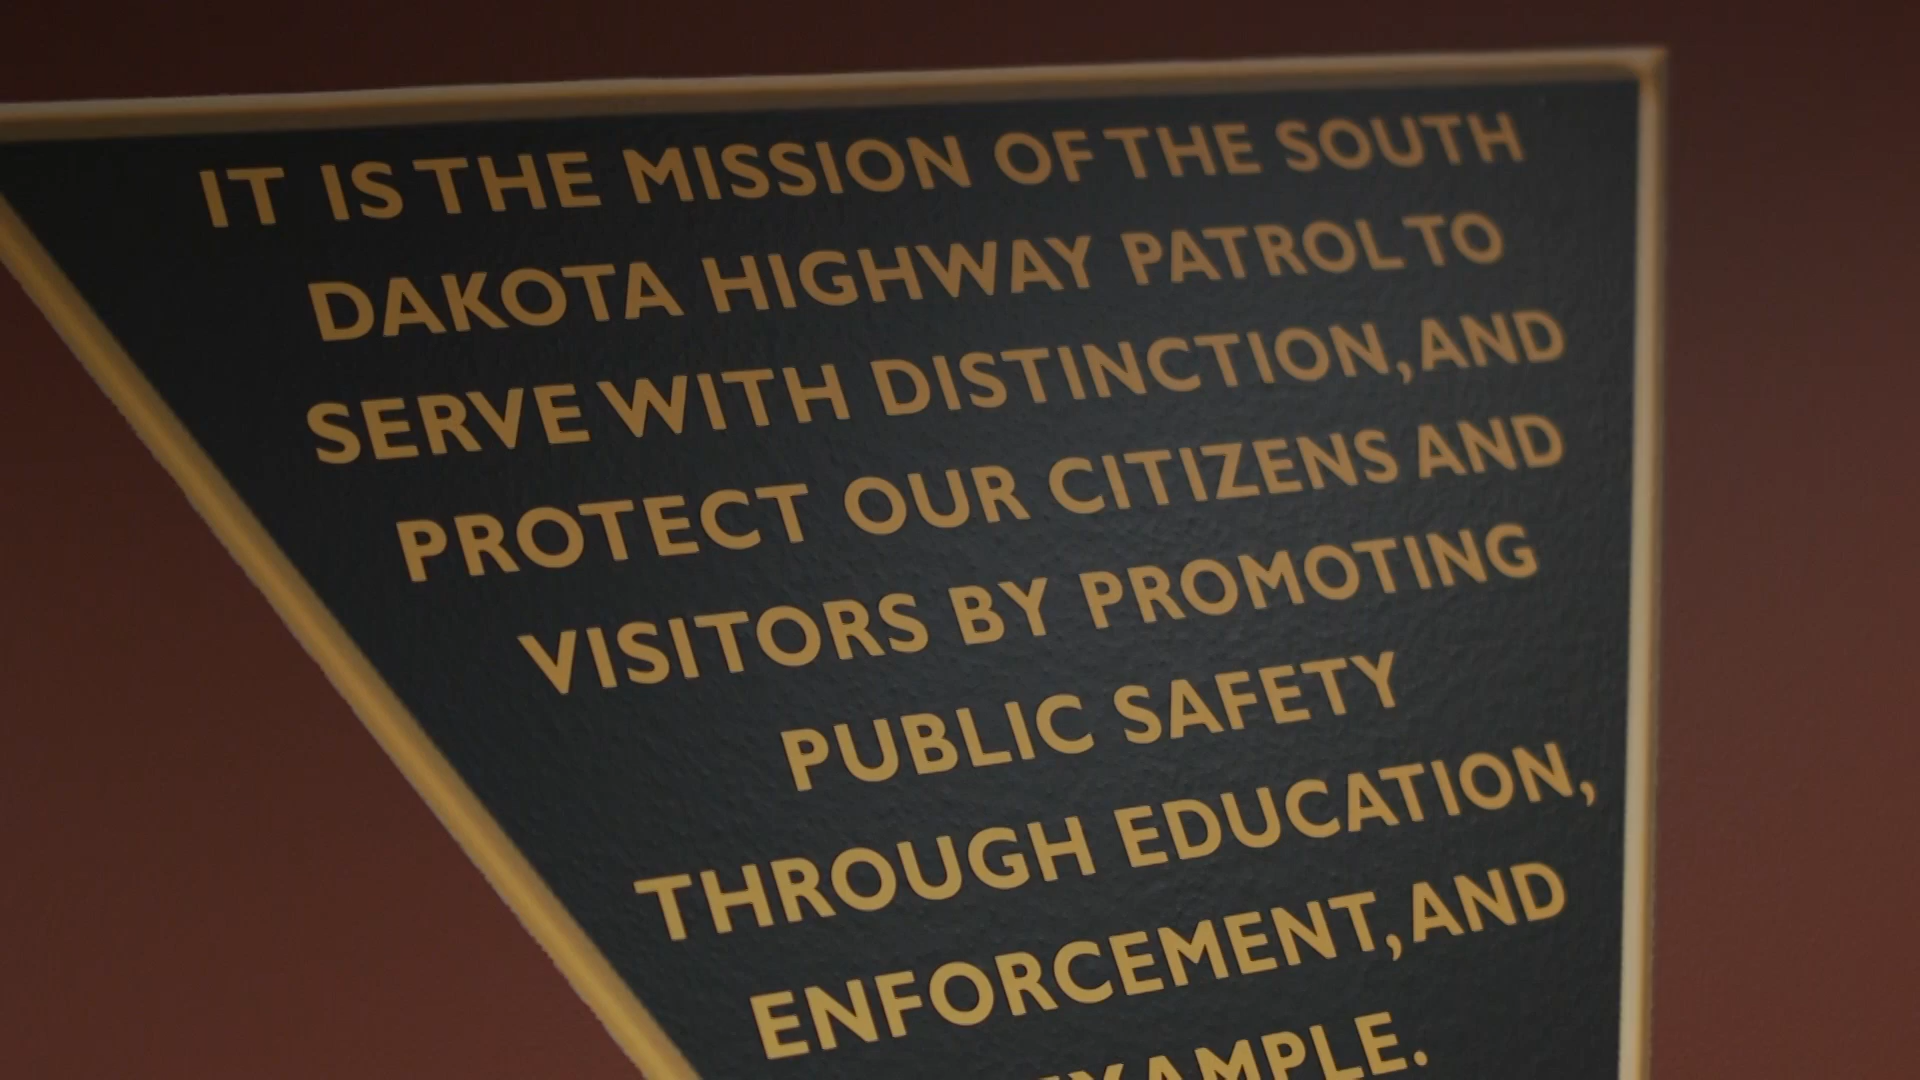 IT IS THE MISSION OF THE SOUTH
DAKOTA HIGHWAY PATROL TO
SERVE WITH DISTINCTION, AND
PROTECT OUR CITIZENS AND
VISITORS BY PROMOTING
PUBLIC SAFETY
THROUGH EDUCATION,
ENFORCEMENT, AND
EXAMPLE.